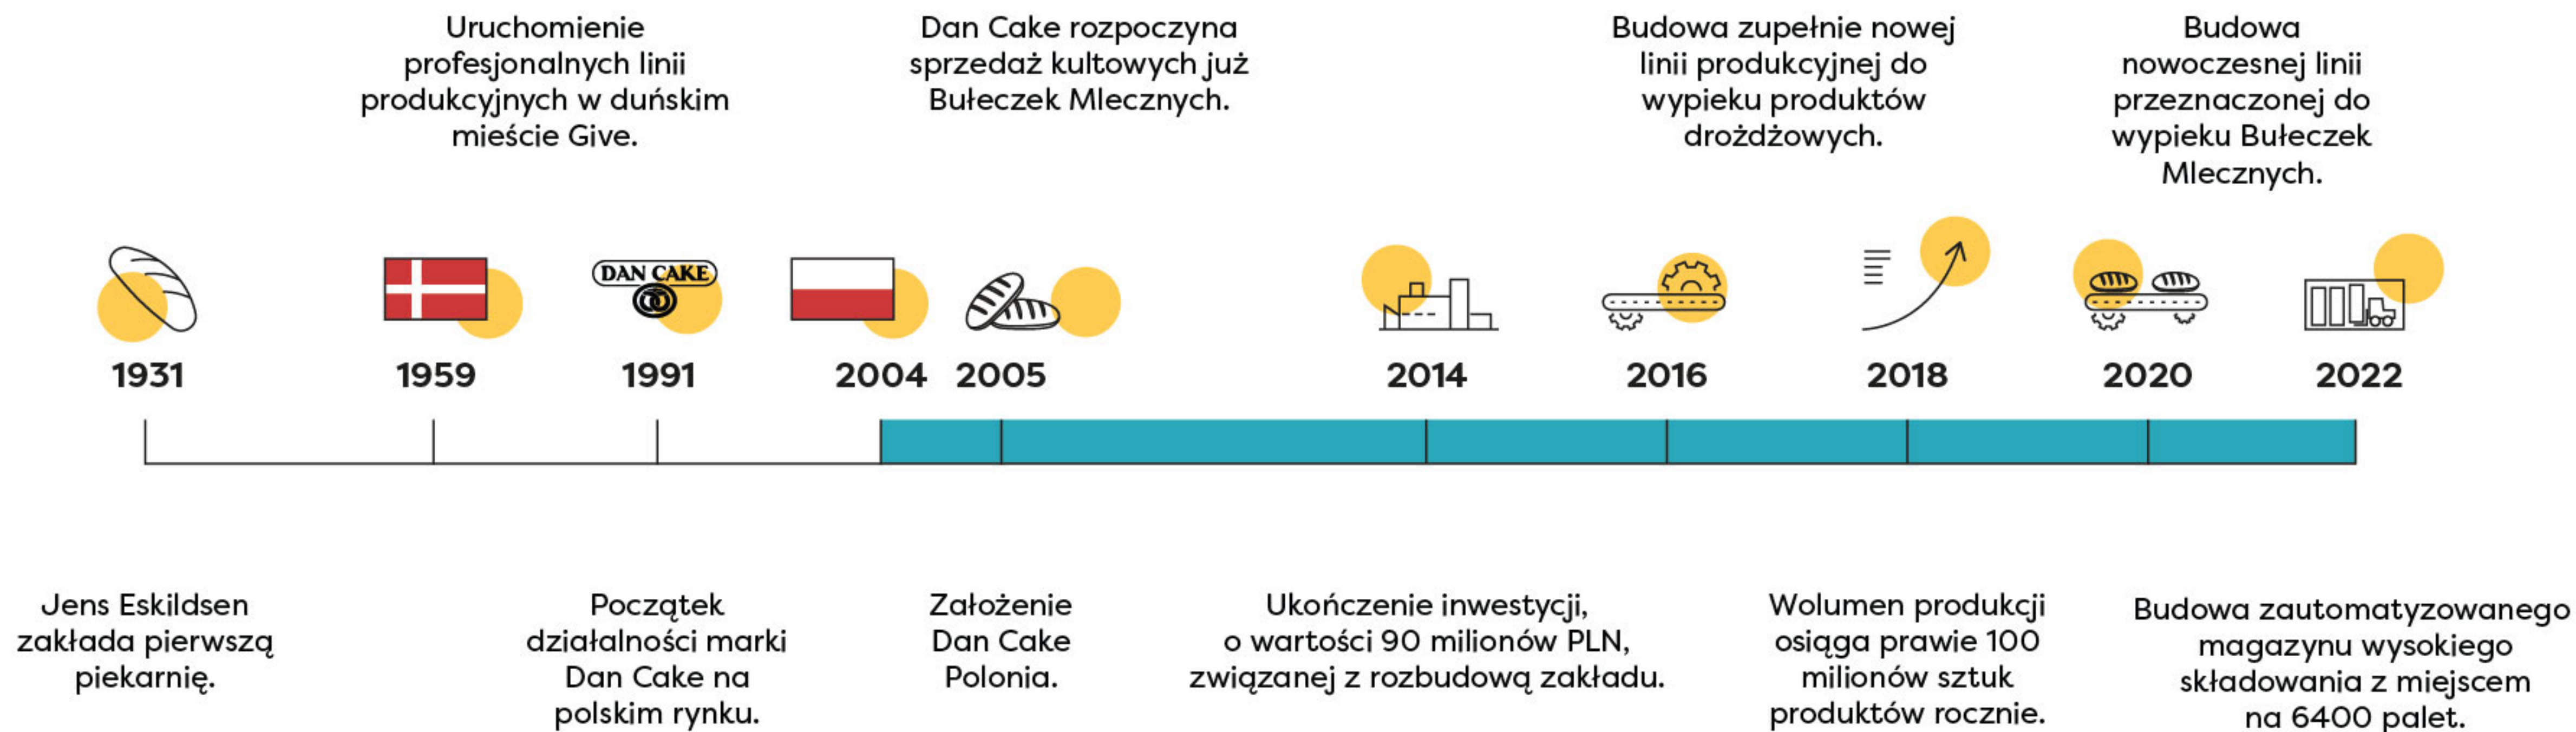 Uruchomienie
profesjonalnych linii
produkcyjnych w duńskim
mieście Give.
Dan Cake rozpoczyna
sprzedaż kultowych już
Bułeczek Mlecznych.
Budowa zupełnie nowej
linii produkcyjnej do
wypieku produktów
drożdżowych.
Budowa
nowoczesnej linii
przeznaczonej do
wypieku Bułeczek
Mlecznych.
DAN CAKE
1931 1959 1991 2004 2005 2014 2016 2018 2020 2022
Jens Eskildsen
zakłada pierwszą
piekarnię.
Początek
działalności marki
Dan Cake na
polskim rynku.
Założenie
Dan Cake
Polonia.
Ukończenie inwestycji,
o wartości 90 milionów PLN,
związanej z rozbudową zakładu.
Wolumen produkcji
osiąga prawie 100
milionów sztuk
produktów rocznie.
Budowa zautomatyzowanego
magazynu wysokiego
składowania z miejscem
na 6400 palet.